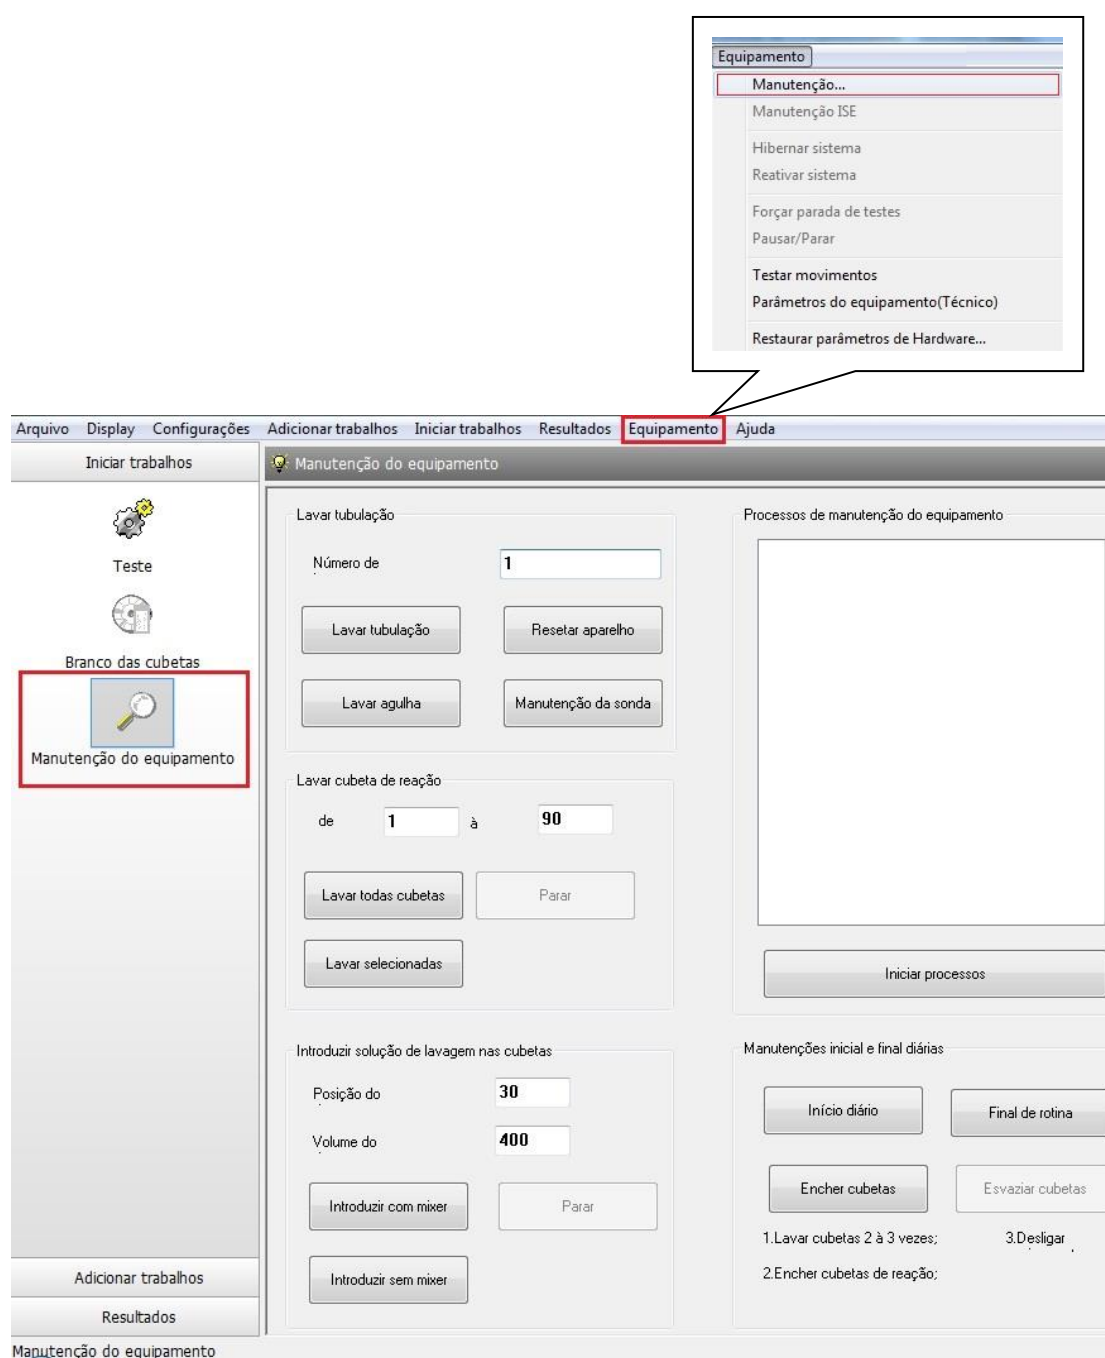 Equipamento
Manutenção...
Manutenção ISE
Hibernar sistema
Reativar sistema
Forçar parada de testes
Pausar/Parar
Testar movimentos
Parâmetros do equipamento(Técnico)
Restaurar parâmetros de Hardware...
Arquivo Display Configurações Adicionar trabalhos Iniciar trabalhos Resultados Equipamento Ajuda
Iniciar trabalhos
Teste
Branco das cubetas
Manutenção do equipamento
Adicionar trabalhos
Resultados
Manutenção do equipamento
Lavar tubulação
Número de 1
Lavar tubulação Resetar aparelho
Lavar agulha Manutenção da sonda
Lavar cubeta de reação
de 1 à 90
Lavar todas cubetas Parar
Lavar selecionadas
Introduzir solução de lavagem nas cubetas
Posição do 30
Volume do 400
Introduzir com mixer Parar
Introduzir sem mixer
Processos de manutenção do equipamento
Iniciar processos
Manutenções inicial e final diárias
Início diário Final de rotina
Encher cubetas Esvaziar cubetas
1.Lavar cubetas 2 à 3 vezes; 3.Desligar
2.Encher cubetas de reação;
Manutenção do equipamento